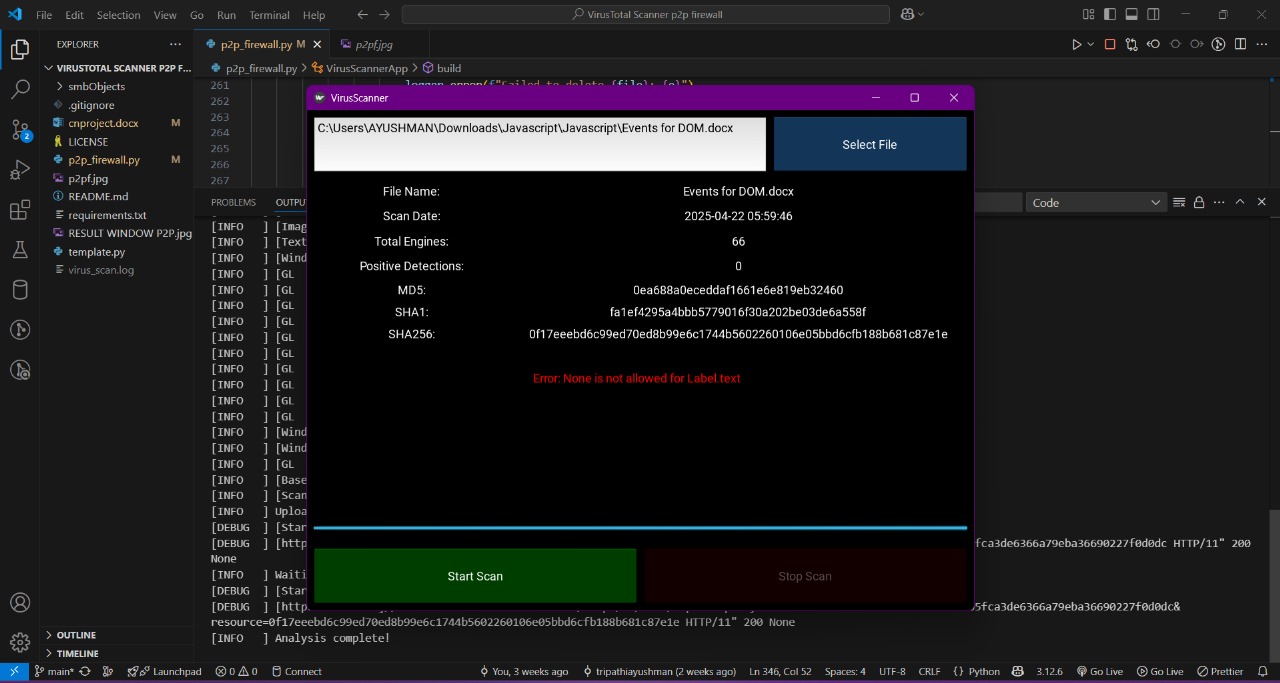 File Edit Selection View Go Run Terminal Help
VirusTotal Scanner p2p firewall
EXPLORER
p2p_firewall.py M
p2pf.jpg
VIRUSTOTAL SCANNER P2P F...
p2p_firewall.py > VirusScannerApp > build
smbObjects
.gitignore
cnproject.docx M
LICENSE
p2p_firewall.py M
p2pf.jpg
README.md
requirements.txt
RESULT WINDOW P2P.jpg
template.py
virus_scan.log
261
262
263
264
265
266
267
VirusScanner
C:\Users\AYUSHMAN\Downloads\Javascript\Javascript\Events for DOM.docx
Select File
File Name: Events for DOM.docx
Scan Date: 2025-04-22 05:59:46
Total Engines: 66
Positive Detections: 0
MD5: 0ea688a0eceddaf1661e6e819eb32460
SHA1: fa1ef4295a4bbb5779016f30a202be03de6a558f
SHA256: 0f17eeebd6c99ed70ed8b99e6c1744b5602260106e05bbd6cfb188b681c87e1e
Error: None is not allowed for Label.text
Start Scan
Stop Scan
PROBLEMS OUTPU
Code
[INFO ] [Imag
[INFO ] [Text
[INFO ] [Wind
[INFO ] [GL
[INFO ] [GL
[INFO ] [GL
[INFO ] [GL
[INFO ] [GL
[INFO ] [GL
[INFO ] [GL
[INFO ] [GL
[INFO ] [GL
[INFO ] [GL
[INFO ] [Wind
[INFO ] [Wind
[INFO ] [GL
[INFO ] [Base
[INFO ] [Scan
[INFO ] Uploa
[DEBUG ] [Star
[DEBUG ] [http fca3de6366a79eba36690227f0d0dc HTTP/11" 200
None
[INFO ] Waiti
[DEBUG ] [Star
[DEBUG ] [http 5fca3de6366a79eba36690227f0d0dc&
resource=0f17eeebd6c99ed70ed8b99e6c1744b5602260106e05bbd6cfb188b681c87e1e HTTP/11" 200 None
[INFO ] Analysis complete!
OUTLINE
TIMELINE
2
main* Launchpad 0 0 Connect You, 3 weeks ago tripathiayushman (2 weeks ago) Ln 346, Col 52 Spaces: 4 UTF-8 CRLF {} Python 3.12.6 Go Live Go Live Prettier